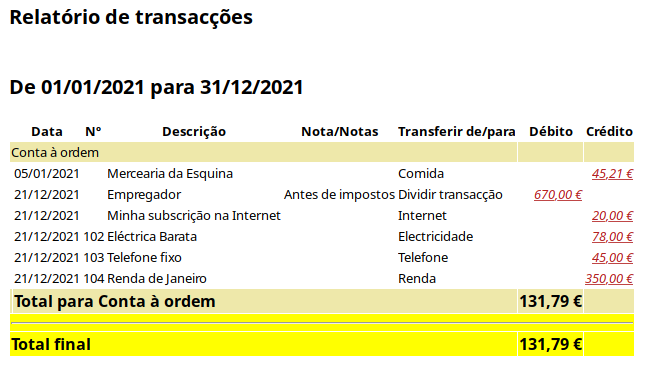 Relatório de transacções
De 01/01/2021 para 31/12/2021
Data Nº Descrição Nota/Notas Transferir de/para Débito Crédito
Conta à ordem
05/01/2021 Mercearia da Esquina Comida 45,21 €
21/12/2021 Empregador Antes de impostos Dividir transacção 670,00 €
21/12/2021 Minha subscrição na Internet Internet 20,00 €
21/12/2021 102 Eléctrica Barata Electricidade 78,00 €
21/12/2021 103 Telefone fixo Telefone 45,00 €
21/12/2021 104 Renda de Janeiro Renda 350,00 €
Total para Conta à ordem 131,79 €
Total final 131,79 €